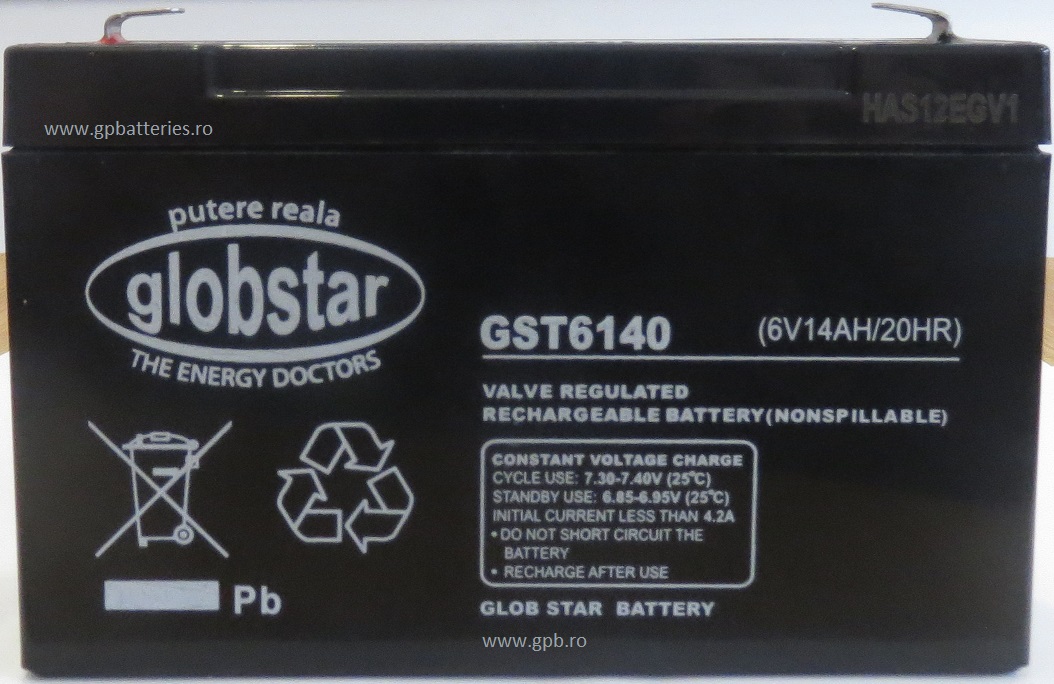 HAS12EGV1
www.gpbatteries.ro
putere reala
globstar
THE ENERGY DOCTORS
GST6140 (6V14AH/20HR)
VALVE REGULATED
RECHARGEABLE BATTERY(NONSPILLABLE)
CONSTANT VOLTAGE CHARGE
CYCLE USE: 7.30-7.40V (25℃)
STANDBY USE: 6.85-6.95V (25℃)
INITIAL CURRENT LESS THAN 4.2A
•DO NOT SHORT CIRCUIT THE
BATTERY
• RECHARGE AFTER USE
Pb
GLOB STAR BATTERY
www.gpb.ro